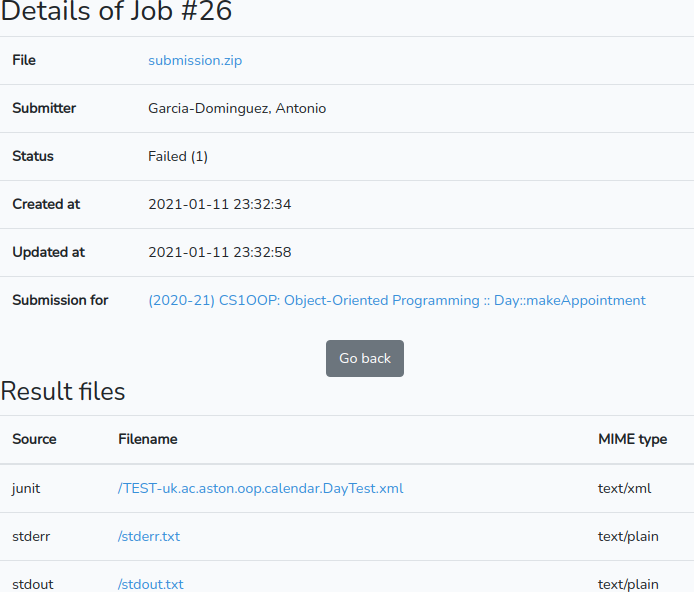 Details of Job #26
File submission.zip
Submitter Garcia-Dominguez, Antonio
Status Failed (1)
Created at 2021-01-11 23:32:34
Updated at 2021-01-11 23:32:58
Submission for (2020-21) CS1OOP: Object-Oriented Programming :: Day::makeAppointment
Go back
Result files
Source Filename MIME type
junit /TEST-uk.ac.aston.oop.calendar.DayTest.xml text/xml
stderr /stderr.txt text/plain
stdout /stdout.txt text/plain